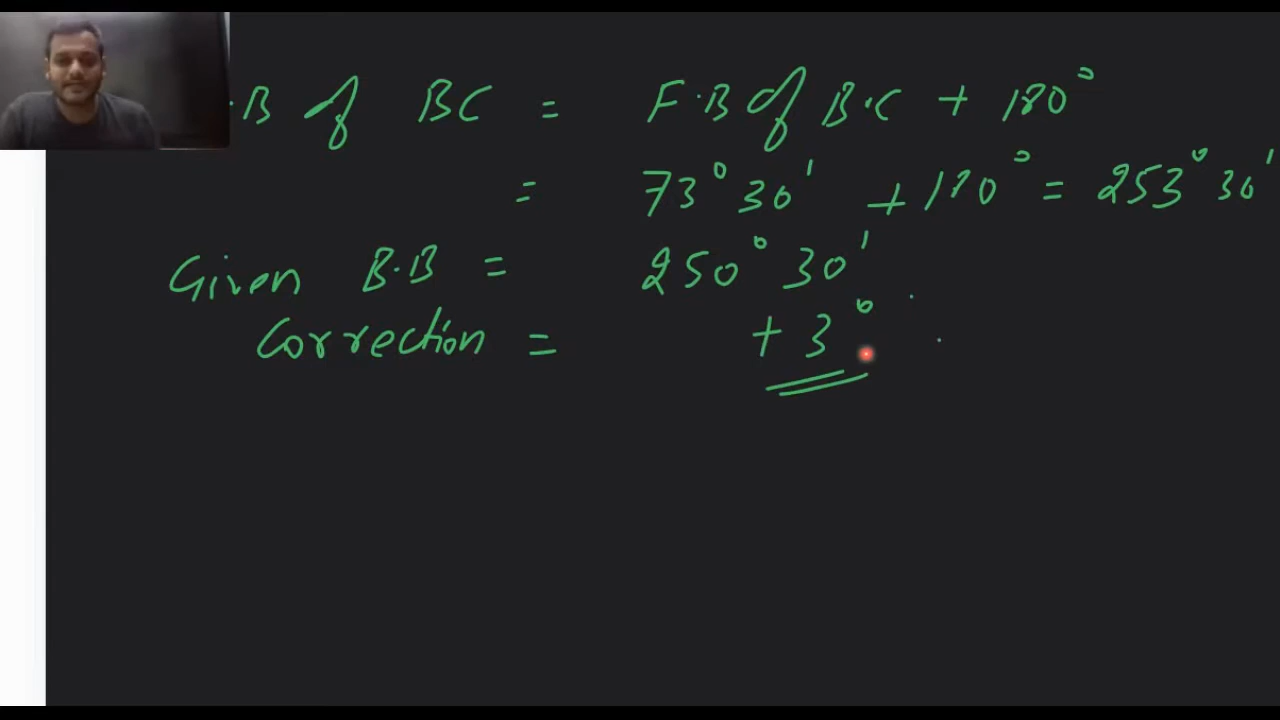 .B of BC = F.B of B.C + 180°
= 73° 30' + 180° = 253° 30'
Given B.B = 250° 30'
Correction = + 3°